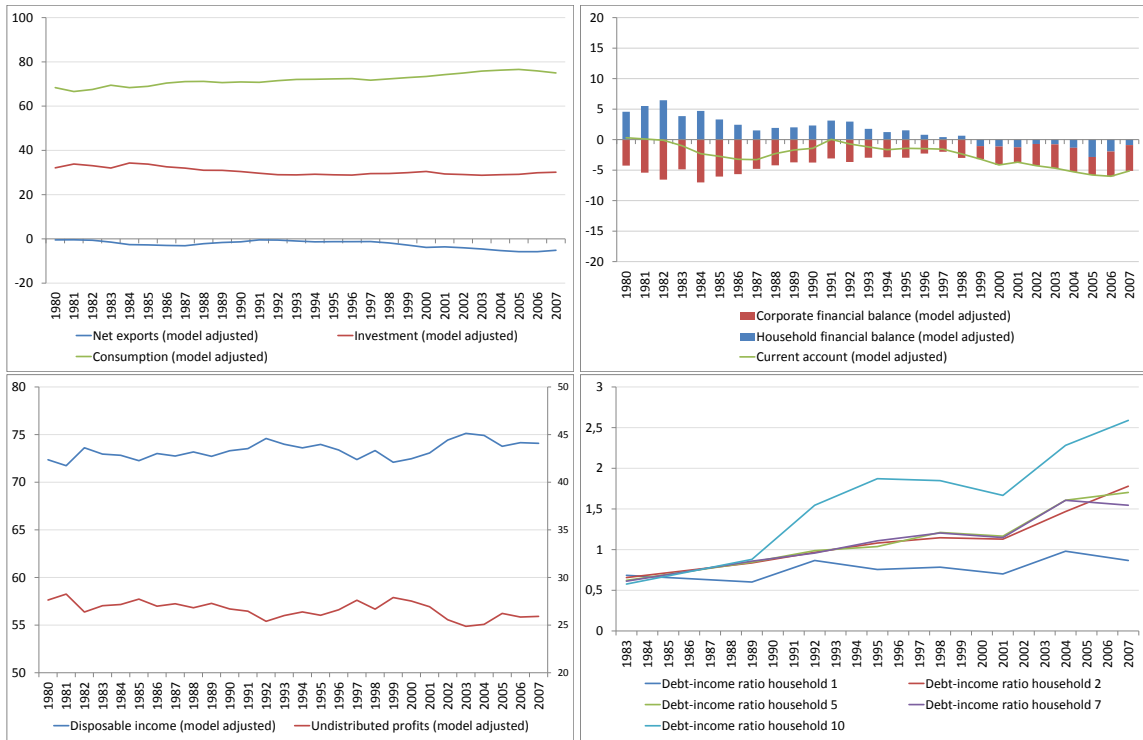 100
80
60
40
20
0
-20
1980 1981 1982 1983 1984 1985 1986 1987 1988 1989 1990 1991 1992 1993 1994 1995 1996 1997 1998 1999 2000 2001 2002 2003 2004 2005 2006 2007
Net exports (model adjusted) Investment (model adjusted)
Consumption (model adjusted)
20
15
10
5
0
-5
-10
-15
-20
1980 1981 1982 1983 1984 1985 1986 1987 1988 1989 1990 1991 1992 1993 1994 1995 1996 1997 1998 1999 2000 2001 2002 2003 2004 2005 2006 2007
Corporate financial balance (model adjusted)
Household financial balance (model adjusted)
Current account (model adjusted)
80
75
70
65
60
55
50
50
45
40
35
30
25
20
1980 1981 1982 1983 1984 1985 1986 1987 1988 1989 1990 1991 1992 1993 1994 1995 1996 1997 1998 1999 2000 2001 2002 2003 2004 2005 2006 2007
Disposable income (model adjusted) Undistributed profits (model adjusted)
3
2,5
2
1,5
1
0,5
0
1983 1984 1985 1986 1987 1988 1989 1990 1991 1992 1993 1994 1995 1996 1997 1998 1999 2000 2001 2002 2003 2004 2005 2006 2007
Debt-income ratio household 1 Debt-income ratio household 2
Debt-income ratio household 5 Debt-income ratio household 7
Debt-income ratio household 10